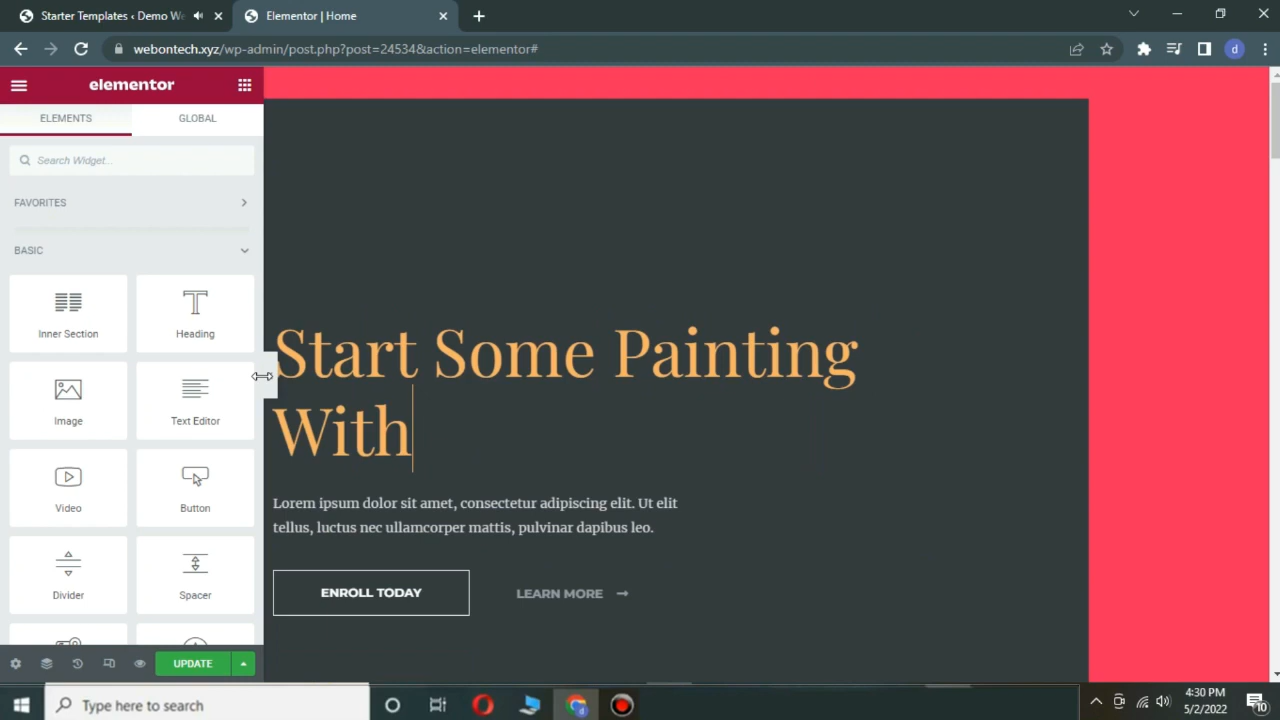 Starter Templates ‹ Demo We
Elementor | Home
webontech.xyz/wp-admin/post.php?post=24534&action=elementor#
d
elementor
ELEMENTS
GLOBAL
Search Widget...
FAVORITES
BASIC
Inner Section
Heading
Image
Text Editor
Video
Button
Divider
Spacer
UPDATE
Start Some Painting
With
Lorem ipsum dolor sit amet, consectetur adipiscing elit. Ut elit
tellus, luctus nec ullamcorper mattis, pulvinar dapibus leo.
ENROLL TODAY
LEARN MORE →
Type here to search
4:30 PM
5/2/2022
10